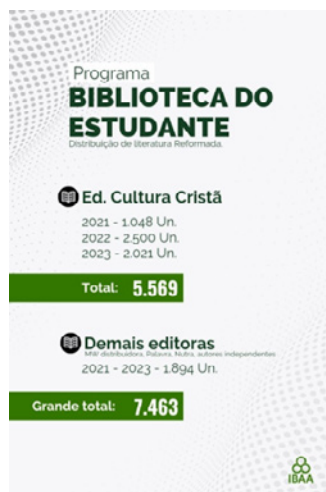 Programa
BIBLIOTECA DO
ESTUDANTE
Distribuição de literatura Reformada.
Ed. Cultura Cristã
2021 - 1.048 Un.
2022 - 2.500 Un.
2023 - 2.021 Un.
Total: 5.569
Demais editoras
MW distribuidora, Palavra, Nutra, autores independentes
2021 - 2023 - 1.894 Un.
Grande total: 7.463
IBAA